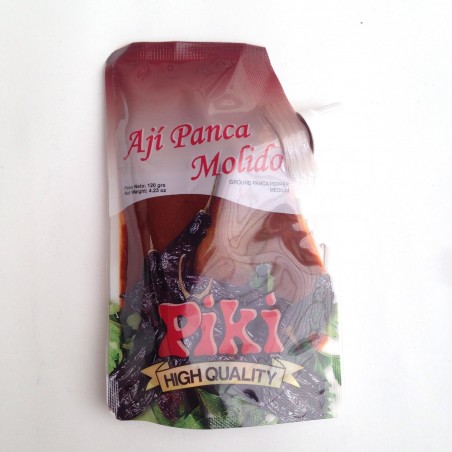 Ají Panca
Molido
GROUND PANCA PEPPER
MEDIUM
Peso Neto: 120 grs
Net Weight: 4.23 oz
Piki
HIGH QUALITY